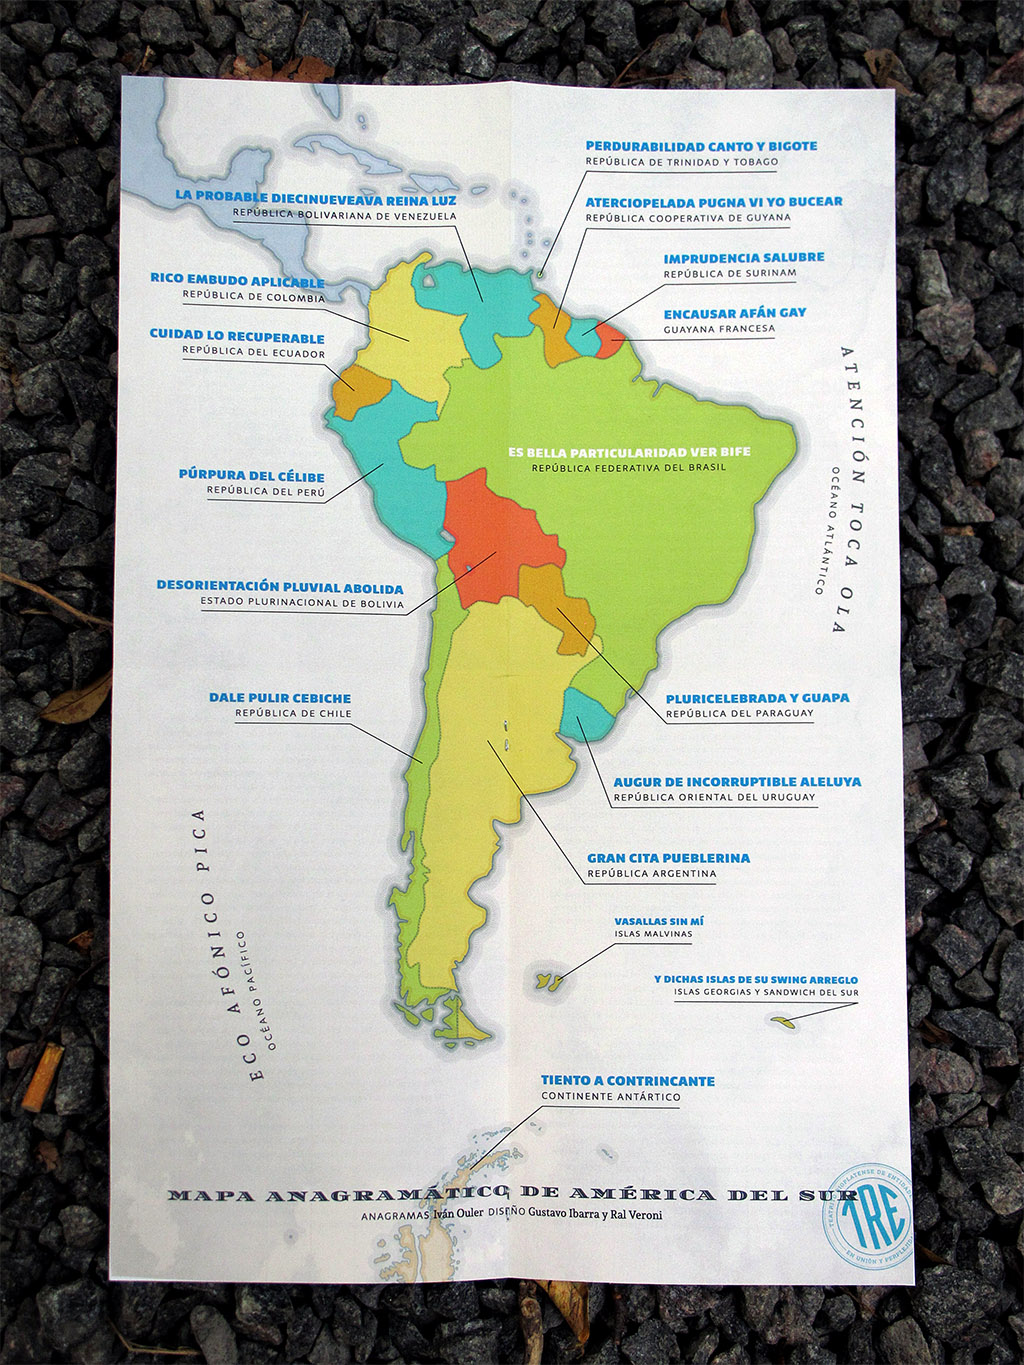 PERDURABILIDAD CANTO Y BIGOTE
REPÚBLICA DE TRINIDAD Y TOBAGO
LA PROBABLE DIECINUEVEAVA REINA LUZ
REPÚBLICA BOLIVARIANA DE VENEZUELA
ATERCIOPELADA PUGNA VI YO BUCEAR
REPÚBLICA COOPERATIVA DE GUYANA
IMPRUDENCIA SALUBRE
REPÚBLICA DE SURINAM
RICO EMBUDO APLICABLE
REPÚBLICA DE COLOMBIA
ENCAUSAR AFÁN GAY
GUAYANA FRANCESA
CUIDAD LO RECUPERABLE
REPÚBLICA DEL ECUADOR
ATENCIÓN TOCA OLA
OCÉANO ATLÁNTICO
ES BELLA PARTICULARIDAD VER BIFE
REPÚBLICA FEDERATIVA DEL BRASIL
PÚRPURA DEL CÉLIBE
REPÚBLICA DEL PERÚ
DESORIENTACIÓN PLUVIAL ABOLIDA
ESTADO PLURINACIONAL DE BOLIVIA
DALE PULIR CEBICHE
REPÚBLICA DE CHILE
PLURICELEBRADA Y GUAPA
REPÚBLICA DEL PARAGUAY
AUGUR DE INCORRUPTIBLE ALELUYA
REPÚBLICA ORIENTAL DEL URUGUAY
GRAN CITA PUEBLERINA
REPÚBLICA ARGENTINA
ECO AFÓNICO PICA
OCÉANO PACÍFICO
VASALLAS SIN MÍ
ISLAS MALVINAS
Y DICHAS ISLAS DE SU SWING ARREGLO
ISLAS GEORGIAS Y SANDWICH DEL SUR
TIENTO A CONTRINCANTE
CONTINENTE ANTÁRTICO
MAPA ANAGRAMÁTICO DE AMÉRICA DEL SUR
ANAGRAMAS Iván Ouler DISEÑO Gustavo Ibarra y Ral Veroni
TRE
EN UNIÓN Y